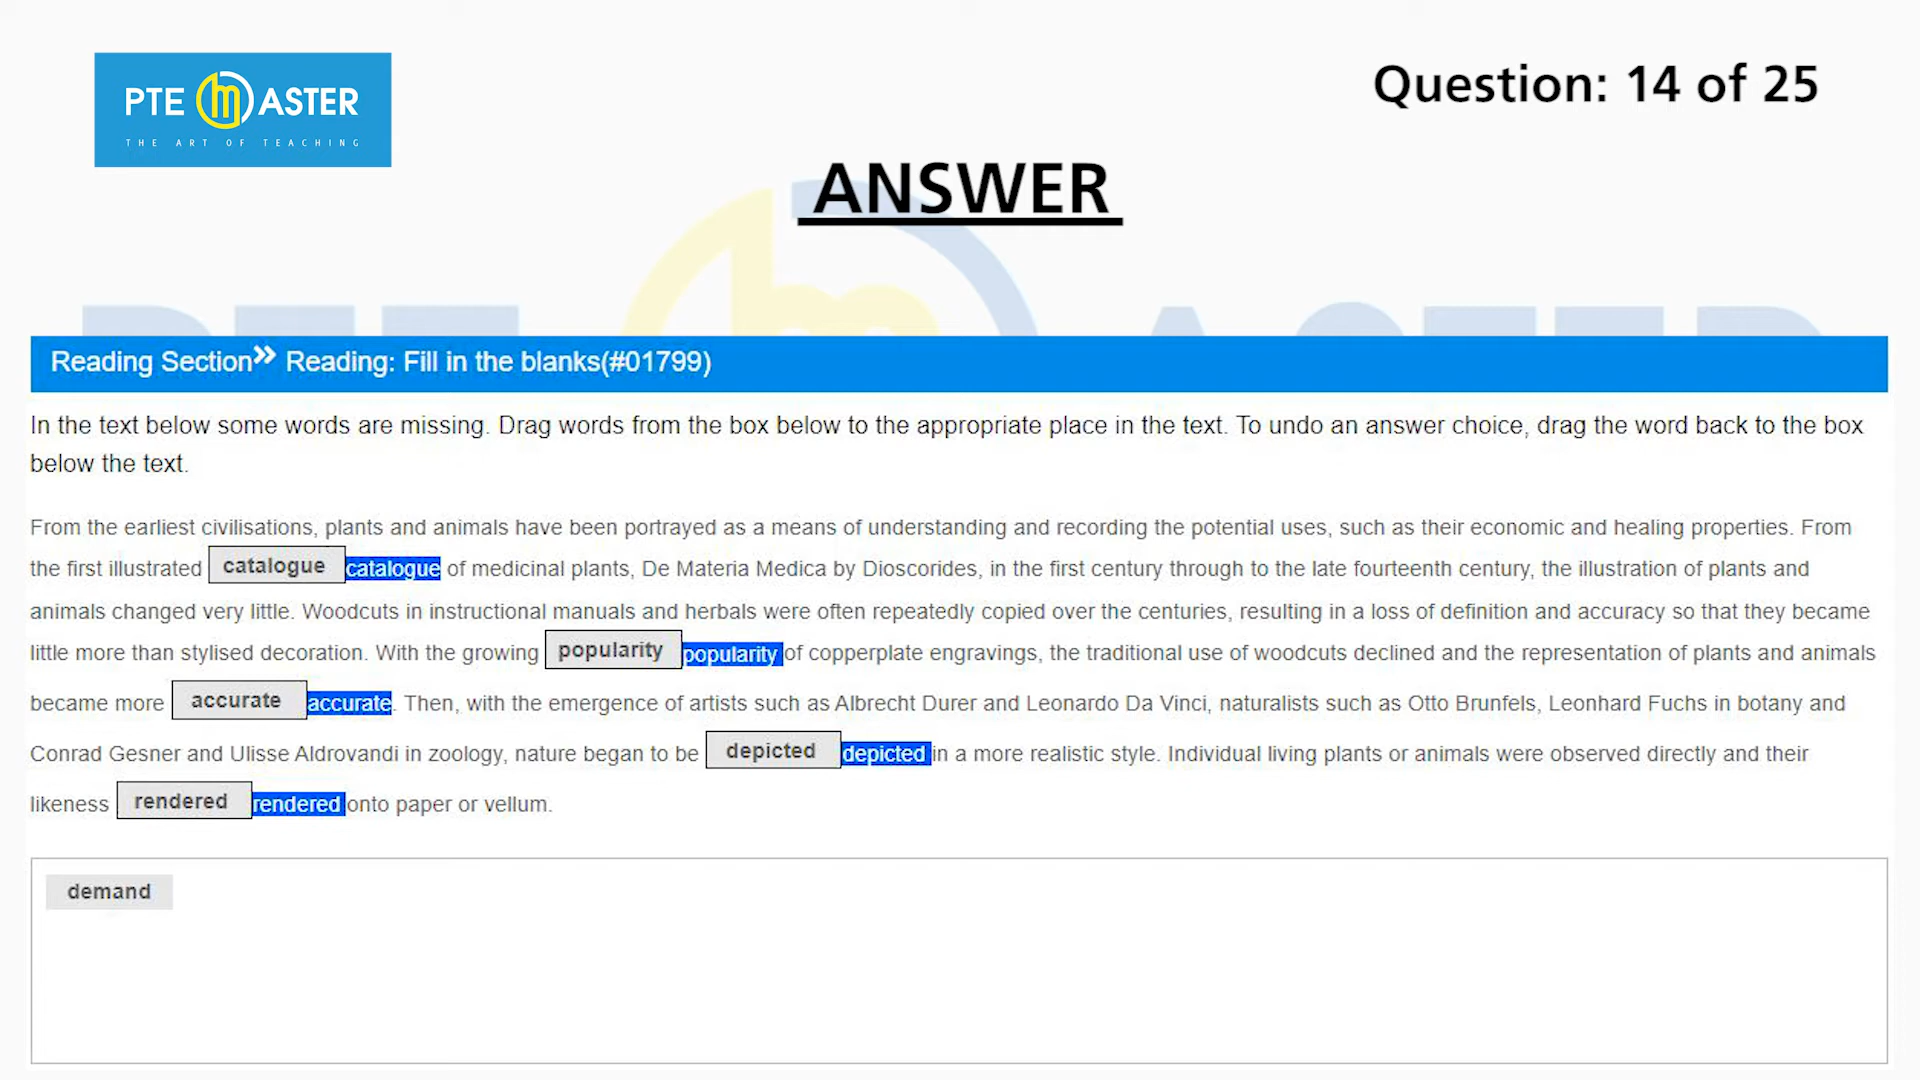 PTE MASTER
THE ART OF TEACHING
Question: 14 of 25
ANSWER
Reading Section» Reading: Fill in the blanks(#01799)
In the text below some words are missing. Drag words from the box below to the appropriate place in the text. To undo an answer choice, drag the word back to the box
below the text.
From the earliest civilisations, plants and animals have been portrayed as a means of understanding and recording the potential uses, such as their economic and healing properties. From
the first illustrated catalogue catalogue of medicinal plants, De Materia Medica by Dioscorides, in the first century through to the late fourteenth century, the illustration of plants and
animals changed very little. Woodcuts in instructional manuals and herbals were often repeatedly copied over the centuries, resulting in a loss of definition and accuracy so that they became
little more than stylised decoration. With the growing popularity popularity of copperplate engravings, the traditional use of woodcuts declined and the representation of plants and animals
became more accurate accurate. Then, with the emergence of artists such as Albrecht Durer and Leonardo Da Vinci, naturalists such as Otto Brunfels, Leonhard Fuchs in botany and
Conrad Gesner and Ulisse Aldrovandi in zoology, nature began to be depicted depicted in a more realistic style. Individual living plants or animals were observed directly and their
likeness rendered rendered onto paper or vellum.
demand